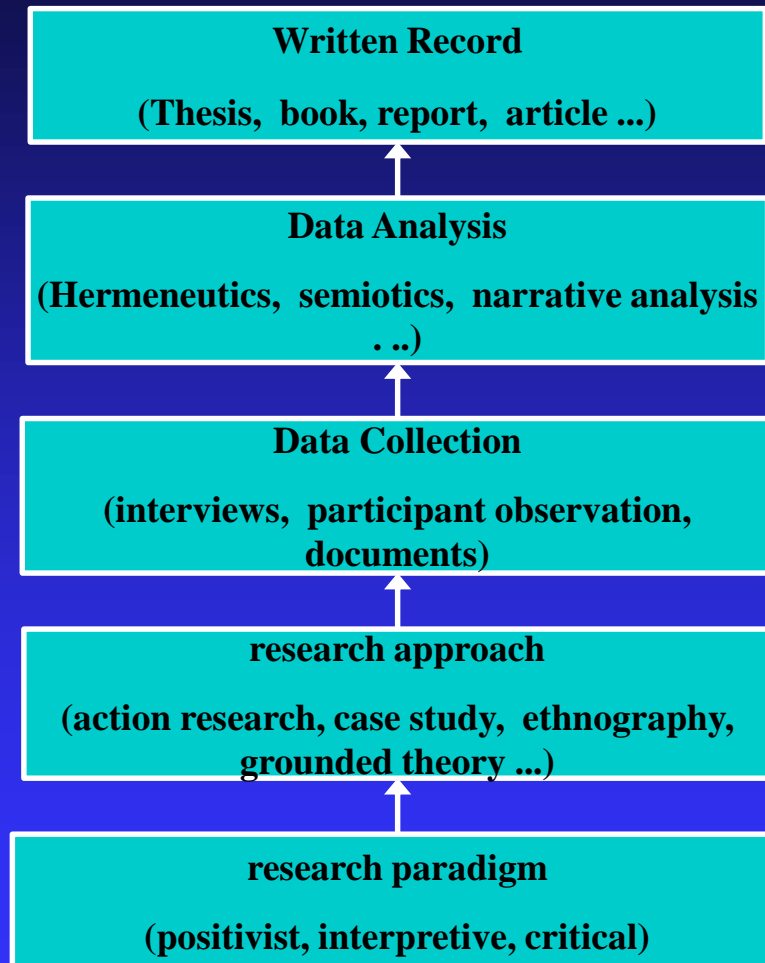 Written Record
(Thesis, book, report, article ...)
Data Analysis
(Hermeneutics, semiotics, narrative analysis
. ..)
Data Collection
(interviews, participant observation,
documents)
research approach
(action research, case study, ethnography,
grounded theory ...)
research paradigm
(positivist, interpretive, critical)